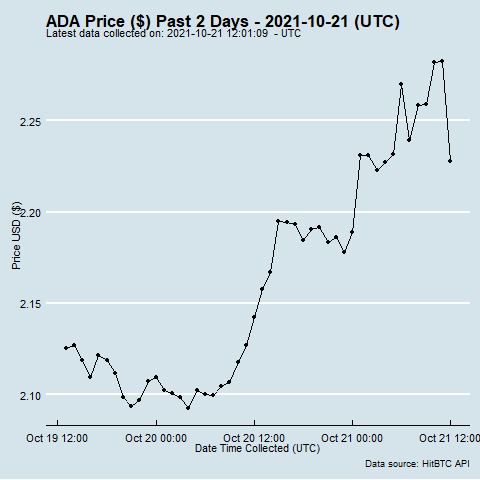 ADA Price ($) Past 2 Days - 2021-10-21 (UTC)
Latest data collected on: 2021-10-21 12:01:09  - UTC
Price USD ($)
2.25
2.20
2.15
2.10
Oct 19 12:00 Oct 20 00:00 Oct 20 12:00 Oct 21 00:00 Oct 21 12:00
Date Time Collected (UTC)
Data source: HitBTC API